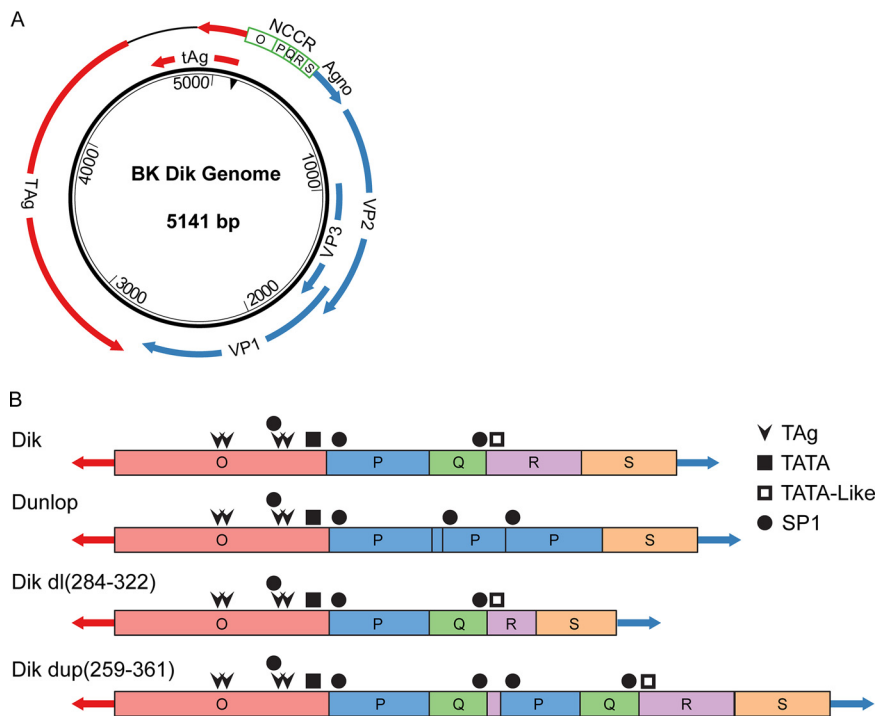 A
NCCR
O P Q R S
Agno
tAg
5000
1000
4000
BK Dik Genome
5141 bp
TAg
VP2
VP3
3000
2000
VP1
B
Dik
O P Q R S
TAg
TATA
TATA-Like
SP1
Dunlop
O P P P S
Dik dl(284-322)
O P Q R S
Dik dup(259-361)
O P Q P Q R S